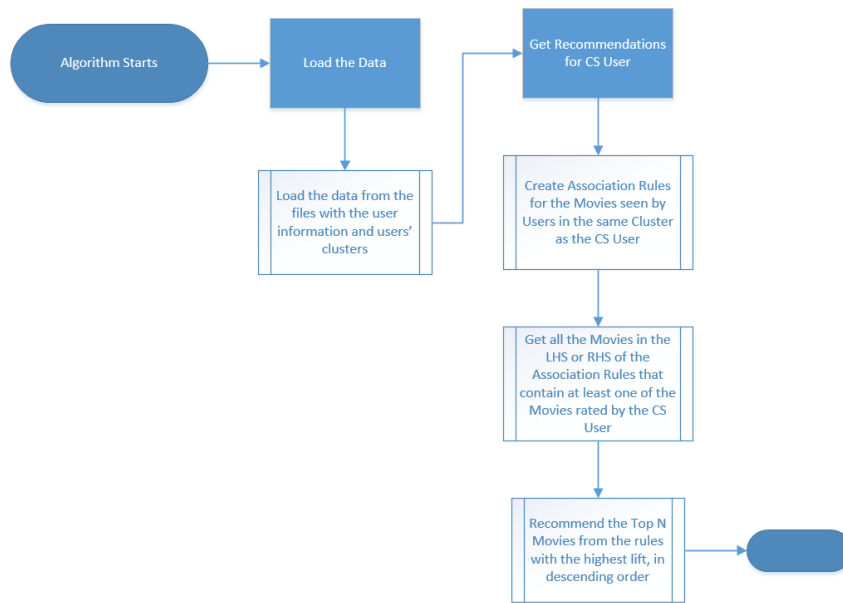 Algorithm Starts
Load the Data
Load the data from the
files with the user
information and users'
clusters
Get Recommendations
for CS User
Create Association Rules
for the Movies seen by
Users in the same Cluster
as the CS User
Get all the Movies in the
LHS or RHS of the
Association Rules that
contain at least one of the
Movies rated by the CS
User
Recommend the Top N
Movies from the rules
with the highest lift, in
descending order